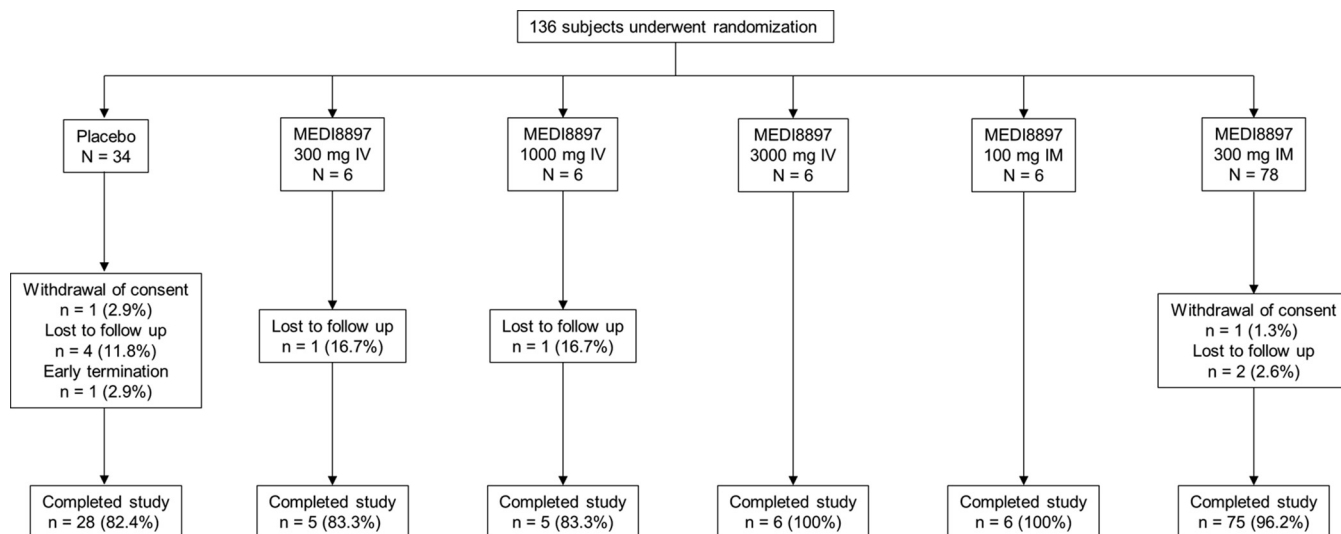 136 subjects underwent randomization
Placebo
N = 34
MEDI8897
300 mg IV
N = 6
MEDI8897
1000 mg IV
N = 6
MEDI8897
3000 mg IV
N = 6
MEDI8897
100 mg IM
N = 6
MEDI8897
300 mg IM
N = 78
Withdrawal of consent
n = 1 (2.9%)
Lost to follow up
n = 4 (11.8%)
Early termination
n = 1 (2.9%)
Lost to follow up
n = 1 (16.7%)
Lost to follow up
n = 1 (16.7%)
Withdrawal of consent
n = 1 (1.3%)
Lost to follow up
n = 2 (2.6%)
Completed study
n = 28 (82.4%)
Completed study
n = 5 (83.3%)
Completed study
n = 5 (83.3%)
Completed study
n = 6 (100%)
Completed study
n = 6 (100%)
Completed study
n = 75 (96.2%)